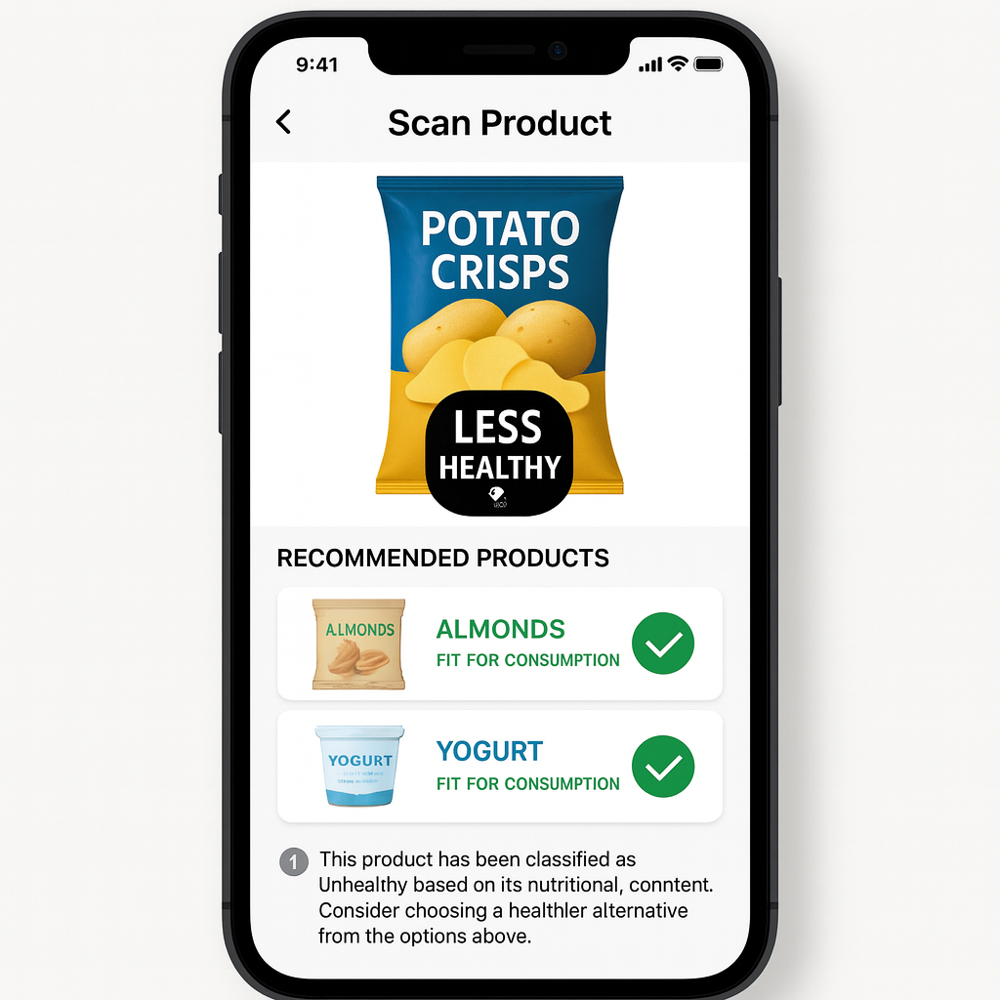 9:41
Scan Product
POTATO
CRISPS
LESS
HEALTHY
RECOMMENDED PRODUCTS
A.LMONDS
ALMONDS
FIT FOR CONSUMPTION
YOGURT
YOGURT
FIT FOR CONSUMPTION
1 This product has been classified as
Unhealthy based on its nutritional, conntent.
Consider choosing a healthler alternative
from the options above.